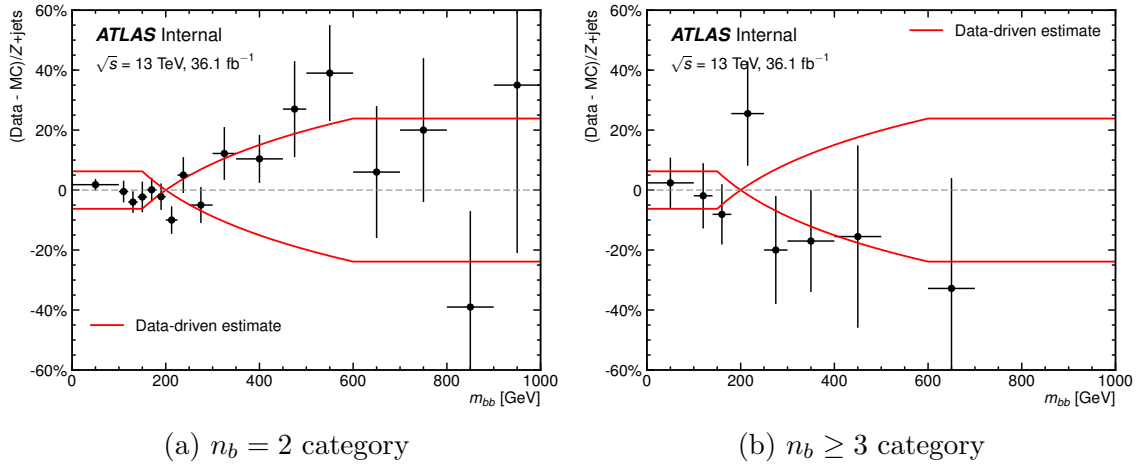 60%
40%
20%
0
-20%
-40%
-60%
(Data - MC)/Z+jets
ATLAS Internal
√s = 13 TeV, 36.1 fb⁻¹
Data-driven estimate
0 200 400 600 800 1000
m_bb [GeV]
(a) n_b = 2 category
60%
40%
20%
0
-20%
-40%
-60%
(Data - MC)/Z+jets
ATLAS Internal
√s = 13 TeV, 36.1 fb⁻¹
Data-driven estimate
0 200 400 600 800 1000
m_bb [GeV]
(b) n_b ≥ 3 category